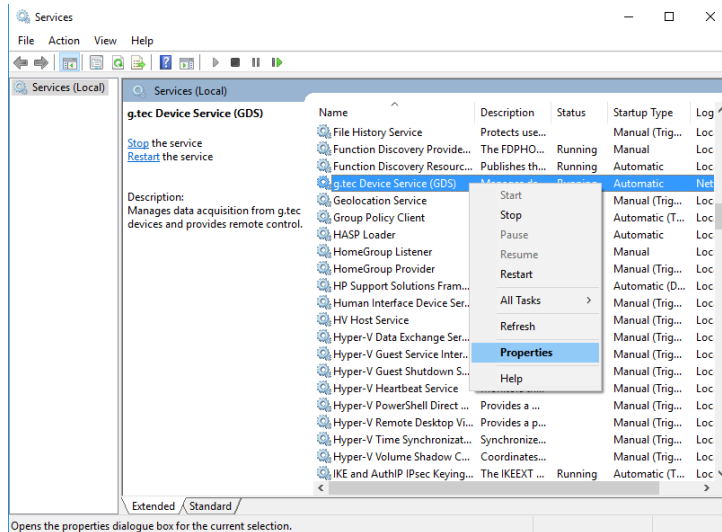 Services
File Action View Help
Services (Local)
Services (Local)
g.tec Device Service (GDS)
Stop the service
Restart the service
Description:
Manages data acquisition from g.tec
devices and provides remote control.
Name Description Status Startup Type Log
File History Service Protects use... Manual (Trig... Loc
Function Discovery Provide... The FDPHO... Running Manual Loc
Function Discovery Resourc... Publishes th... Running Automatic Loc
g.tec Device Service (GDS) Manages da... Running Automatic Net
Geolocation Service Manual (Trig... Loc
Group Policy Client Automatic (T... Loc
HASP Loader Automatic Loc
HomeGroup Listener Manual Loc
HomeGroup Provider Manual (Trig... Loc
HP Support Solutions Fram... Automatic (D... Loc
Human Interface Device Ser.. Manual (Trig... Loc
HV Host Service Manual (Trig... Loc
Hyper-V Data Exchange Ser... Manual (Trig... Loc
Hyper-V Guest Service Inter.. Manual (Trig... Loc
Hyper-V Guest Shutdown S... Manual (Trig... Loc
Hyper-V Heartbeat Service Manual (Trig... Loc
Hyper-V PowerShell Direct ... Provides a ... Manual (Trig... Loc
Hyper-V Remote Desktop Vi... Provides a p... Manual (Trig... Loc
Hyper-V Time Synchronizat... Synchronize... Manual (Trig... Loc
Hyper-V Volume Shadow C... Coordinates... Manual (Trig... Loc
IKE and AuthIP IPsec Keying... The IKEEXT ... Running Automatic (T... Loc
Start
Stop
Pause
Resume
Restart
All Tasks
Refresh
Properties
Help
Extended Standard
Opens the properties dialogue box for the current selection.